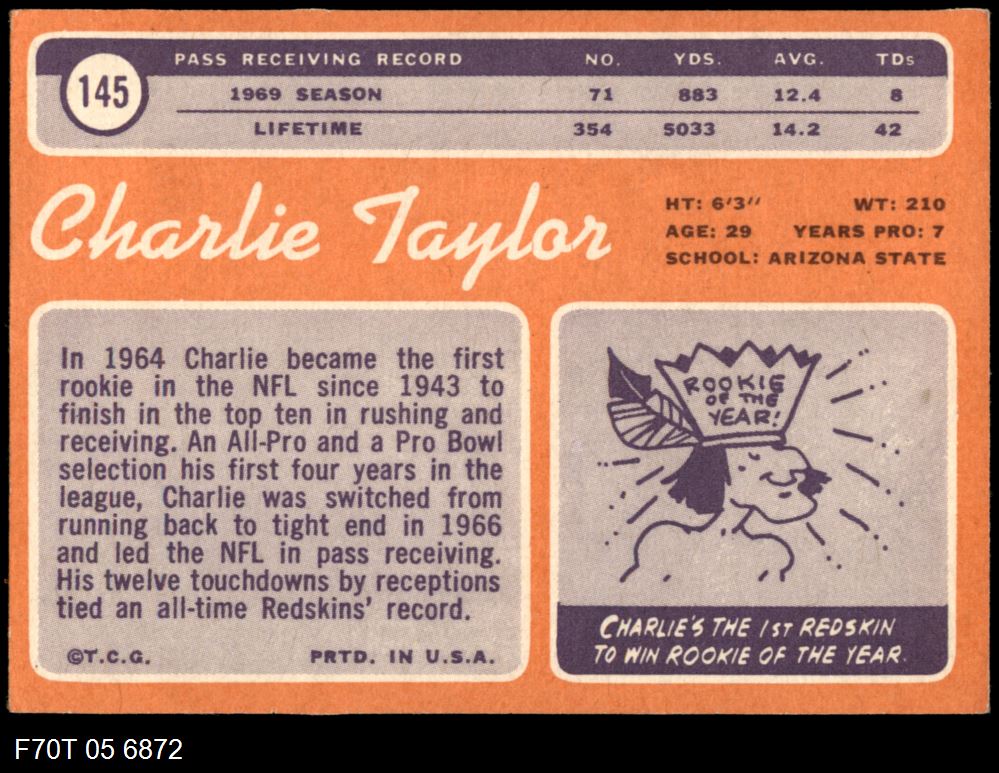 145
PASS RECEIVING RECORD NO. YDS. AVG. TDs
1969 SEASON 71 883 12.4 8
LIFETIME 354 5033 14.2 42
Charlie Taylor
HT: 6'3" WT: 210
AGE: 29 YEARS PRO: 7
SCHOOL: ARIZONA STATE
In 1964 Charlie became the first
rookie in the NFL since 1943 to
finish in the top ten in rushing and
receiving. An All-Pro and a Pro Bowl
selection his first four years in the
league, Charlie was switched from
running back to tight end in 1966
and led the NFL in pass receiving.
His twelve touchdowns by receptions
tied an all-time Redskins' record.
©T.C.G. PRTD. IN U.S.A.
ROOKIE
OF THE
YEAR!
CHARLIE'S THE 1ST REDSKIN
TO WIN ROOKIE OF THE YEAR.
F70T 05 6872